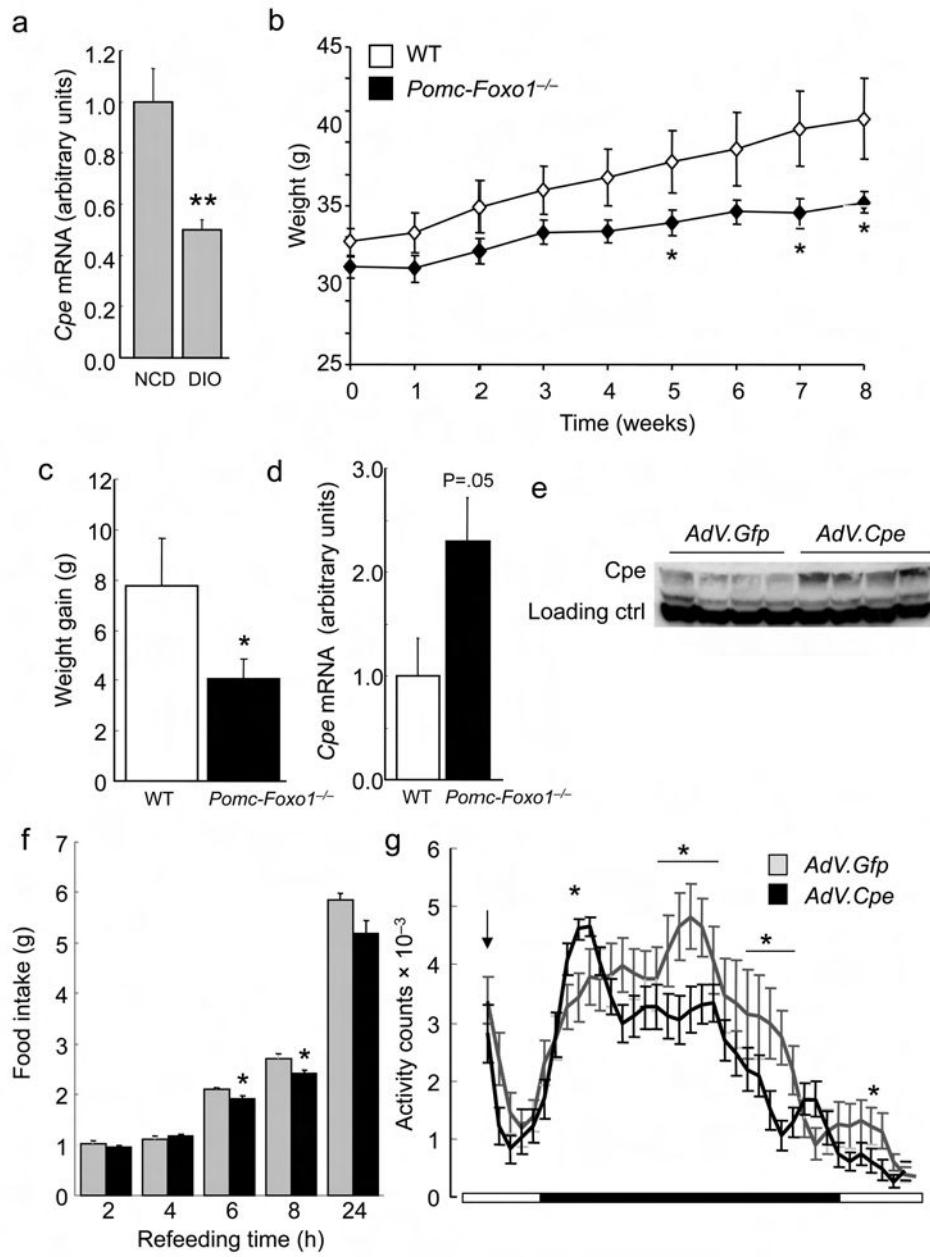 a
Cpe mRNA (arbitrary units)
1.2
1.0
0.8
0.6
0.4
0.2
0.0
**
NCD DIO
b
WT
Pomc-Foxo1–/–
Weight (g)
45
40
35
30
25
* * *
0 1 2 3 4 5 6 7 8
Time (weeks)
c
Weight gain (g)
12
10
8
6
4
2
0
*
WT Pomc-Foxo1–/–
d
Cpe mRNA (arbitrary units)
3.0
2.0
1.0
0.0
P=.05
WT Pomc-Foxo1–/–
e
AdV.Gfp AdV.Cpe
Cpe
Loading ctrl
f
Food intake (g)
7
6
5
4
3
2
1
0
* *
2 4 6 8 24
Refeeding time (h)
g
AdV.Gfp
AdV.Cpe
Activity counts × 10–3
6
5
4
3
2
1
0
* * * *